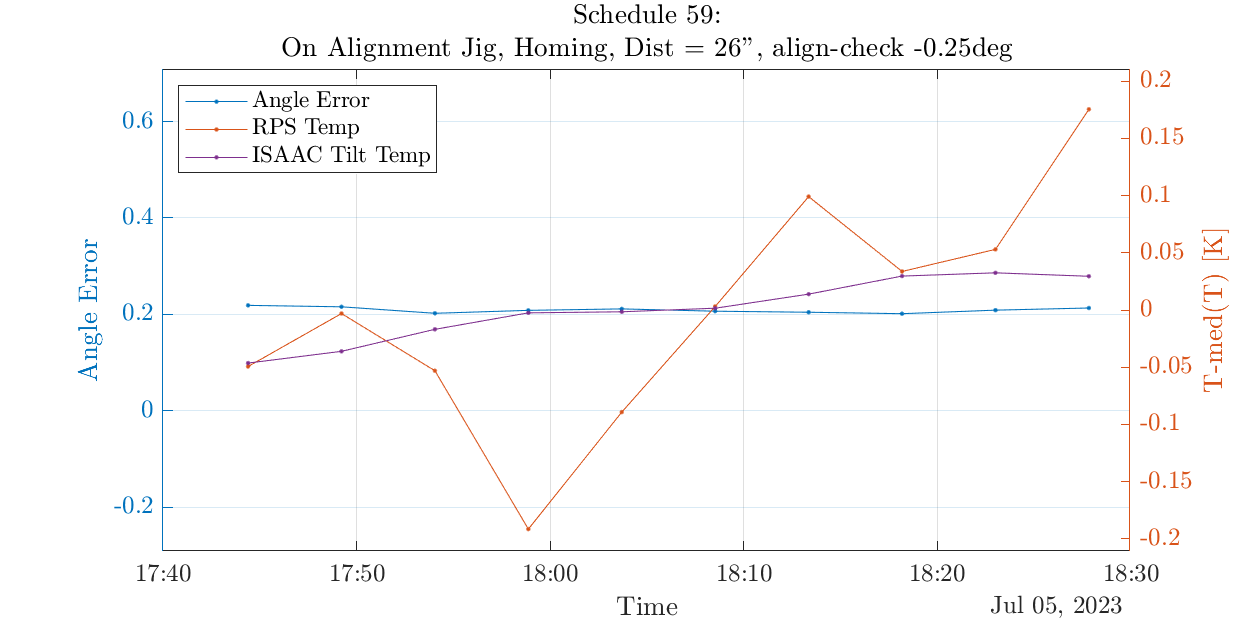 Schedule 59:
On Alignment Jig, Homing, Dist = 26", align-check -0.25deg
Angle Error
RPS Temp
ISAAC Tilt Temp
0.6
0.4
0.2
0
-0.2
Angle Error
0.2
0.15
0.1
0.05
0
-0.05
-0.1
-0.15
-0.2
T-med(T) [K]
17:40
17:50
18:00
18:10
18:20
18:30
Time
Jul 05, 2023